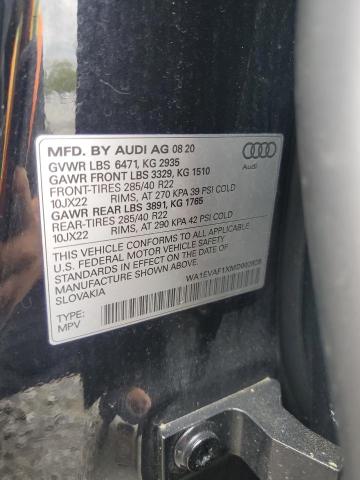 MFD. BY AUDI AG 08 20
GVWR LBS 6471, KG 2935
GAWR FRONT LBS 3329, KG 1510
FRONT-TIRES 285/40 R22
10JX22 RIMS, AT 270 KPA 39 PSI COLD
GAWR REAR LBS 3891, KG 1765
REAR-TIRES 285/40 R22
10JX22 RIMS, AT 290 KPA 42 PSI COLD
THIS VEHICLE CONFORMS TO ALL APPLICABLE
U.S. FEDERAL MOTOR VEHICLE SAFETY
STANDARDS IN EFFECT ON THE DATE OF
MANUFACTURE SHOWN ABOVE.
SLOVAKIA
TYPE:
MPV
Audi